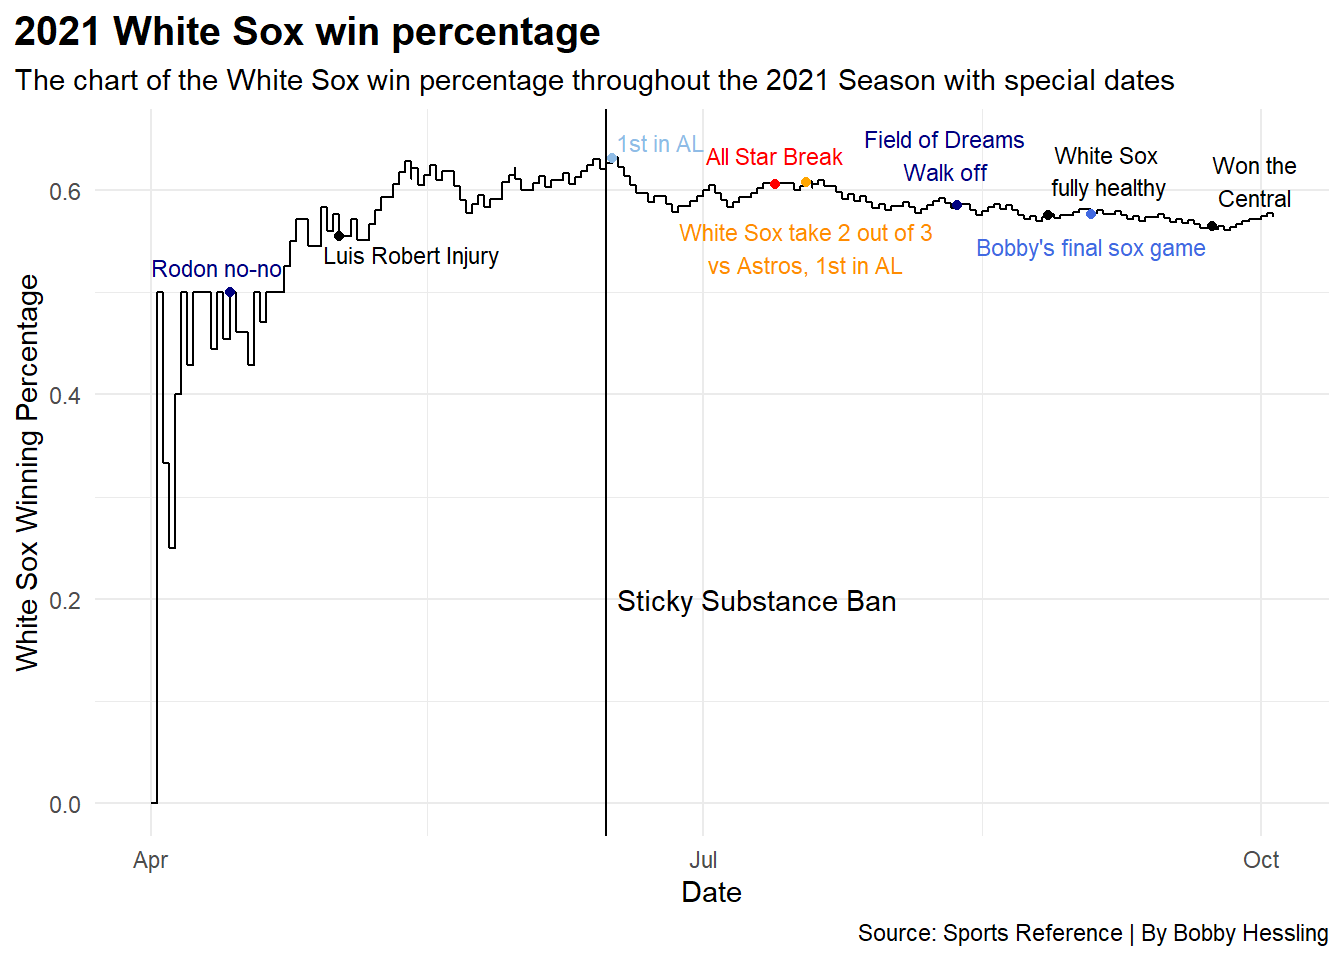 2021 White Sox win percentage
The chart of the White Sox win percentage throughout the 2021 Season with special dates
White Sox Winning Percentage
0.6
0.4
0.2
0.0
Rodon no-no
Luis Robert Injury
1st in AL
All Star Break
White Sox take 2 out of 3
vs Astros, 1st in AL
Field of Dreams
Walk off
White Sox
fully healthy
Bobby's final sox game
Won the
Central
Sticky Substance Ban
Apr
Jul
Oct
Date
Source: Sports Reference | By Bobby Hessling